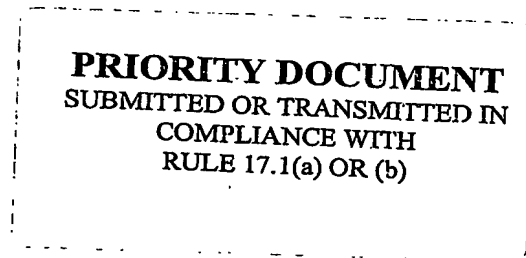 PRIORITY DOCUMENT
SUBMITTED OR TRANSMITTED IN
COMPLIANCE WITH
RULE 17.1(a) OR (b)